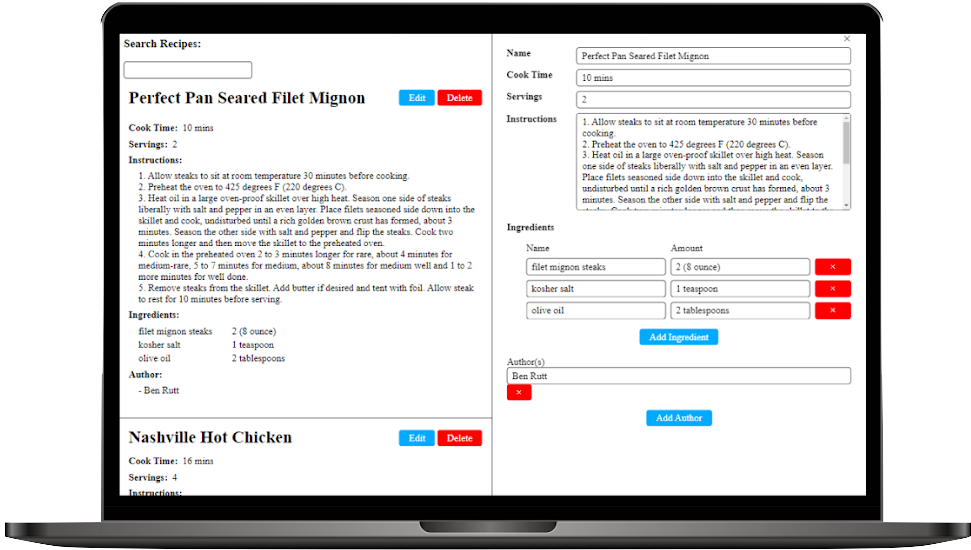 Search Recipes:
Perfect Pan Seared Filet Mignon
Edit
Delete
Cook Time: 10 mins
Servings: 2
Instructions:
1. Allow steaks to sit at room temperature 30 minutes before cooking.
2. Preheat the oven to 425 degrees F (220 degrees C).
3. Heat oil in a large oven-proof skillet over high heat. Season one side of steaks
liberally with salt and pepper in an even layer. Place filets seasoned side down into the
skillet and cook, undisturbed until a rich golden brown crust has formed, about 3
minutes. Season the other side with salt and pepper and flip the steaks. Cook two
minutes longer and then move the skillet to the preheated oven.
4. Cook in the preheated oven 2 to 3 minutes longer for rare, about 4 minutes for
medium-rare, 5 to 7 minutes for medium, about 8 minutes for medium well and 1 to 2
more minutes for well done.
5. Remove steaks from the skillet. Add butter if desired and tent with foil. Allow steak
to rest for 10 minutes before serving.
Ingredients:
filet mignon steaks 2 (8 ounce)
kosher salt 1 teaspoon
olive oil 2 tablespoons
Author:
- Ben Rutt
Nashville Hot Chicken
Edit
Delete
Cook Time: 16 mins
Servings: 4
Instructions:
×
Name Perfect Pan Seared Filet Mignon
Cook Time 10 mins
Servings 2
Instructions
1. Allow steaks to sit at room temperature 30 minutes before
cooking.
2. Preheat the oven to 425 degrees F (220 degrees C).
3. Heat oil in a large oven-proof skillet over high heat. Season
one side of steaks liberally with salt and pepper in an even layer.
Place filets seasoned side down into the skillet and cook,
undisturbed until a rich golden brown crust has formed, about 3
minutes. Season the other side with salt and pepper and flip the
steaks. Cook two minutes longer and then move the skillet to the
Ingredients
Name Amount
filet mignon steaks 2 (8 ounce) ×
kosher salt 1 teaspoon ×
olive oil 2 tablespoons ×
Add Ingredient
Author(s)
Ben Rutt
×
Add Author